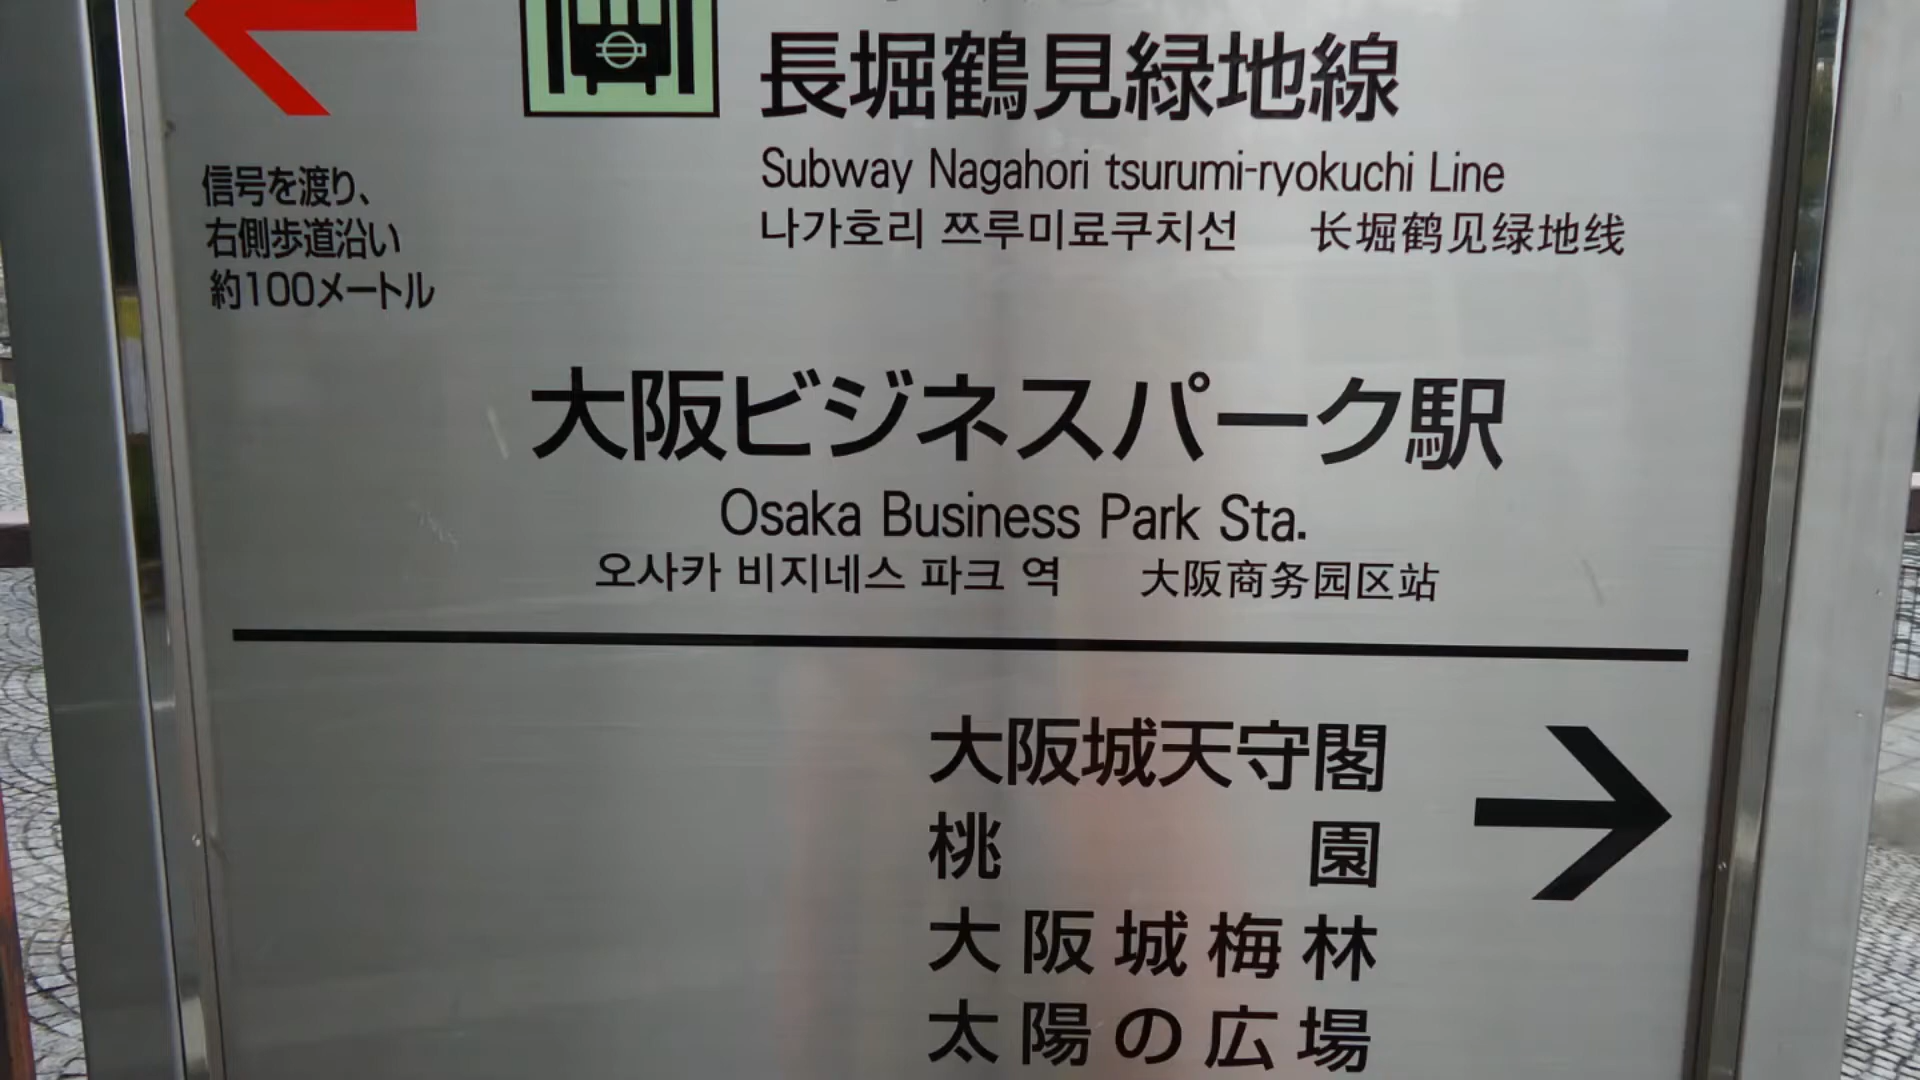 長堀鶴見緑地線
Subway Nagahori tsurumi-ryokuchi Line
나가호리 쯔루미료쿠치선 长堀鹤见绿地线
信号を渡り、
右側歩道沿い
約100メートル
大阪ビジネスパーク駅
Osaka Business Park Sta.
오사카 비지네스 파크 역 大阪商务园区站
大阪城天守閣
桃園
大阪城梅林
太陽の広場